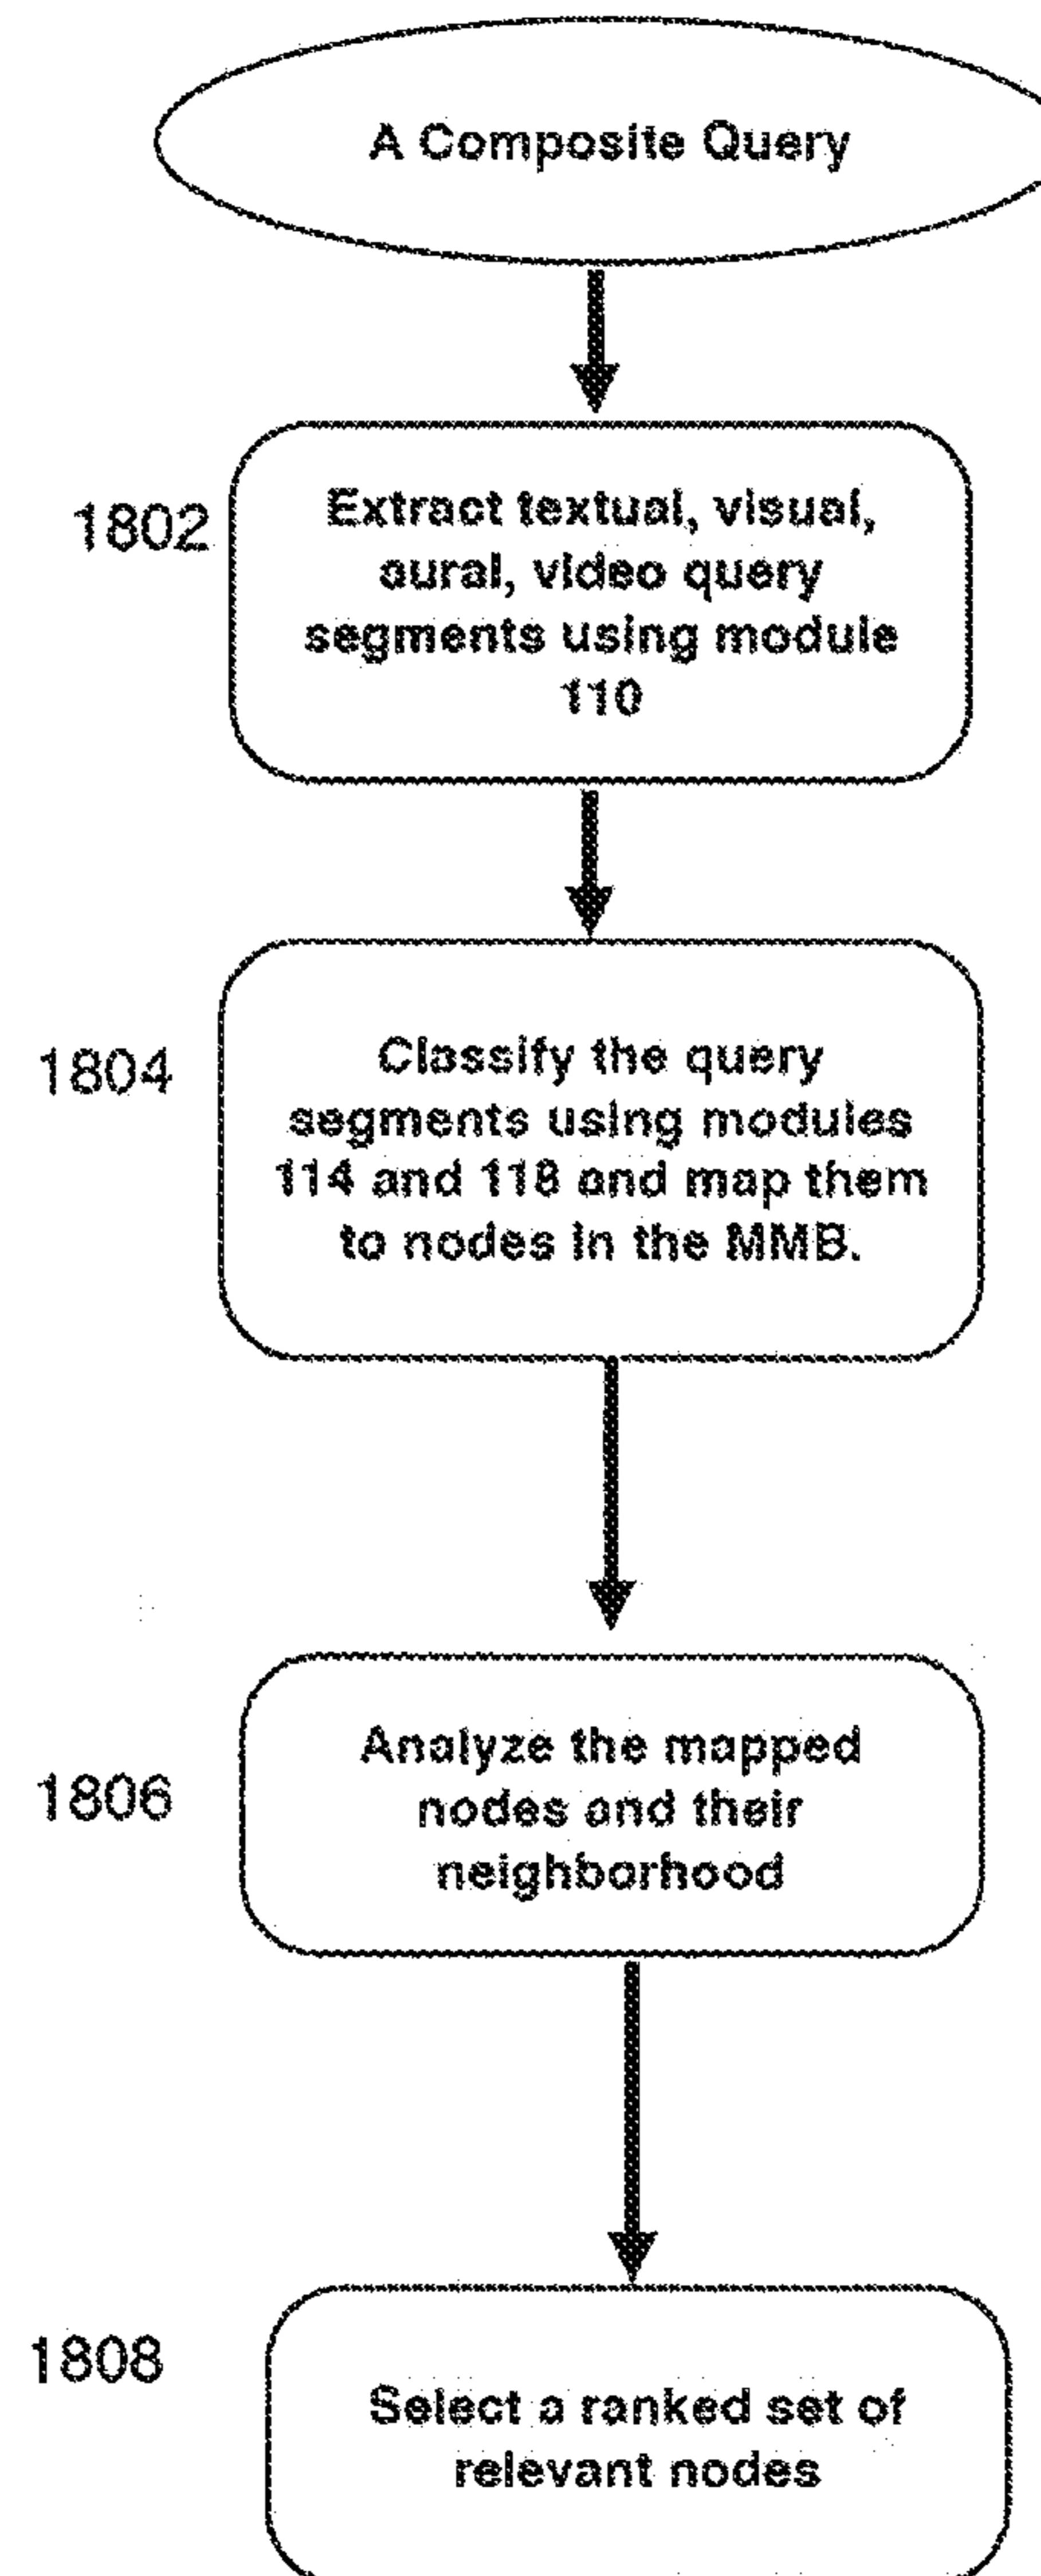 A Composite Query
1802
Extract textual, visual,
aural, video query
segments using module
110
1804
Classify the query
segments using modules
114 and 118 and map them
to nodes in the MMB.
1806
Analyze the mapped
nodes and their
neighborhood
1808
Select a ranked set of
relevant nodes